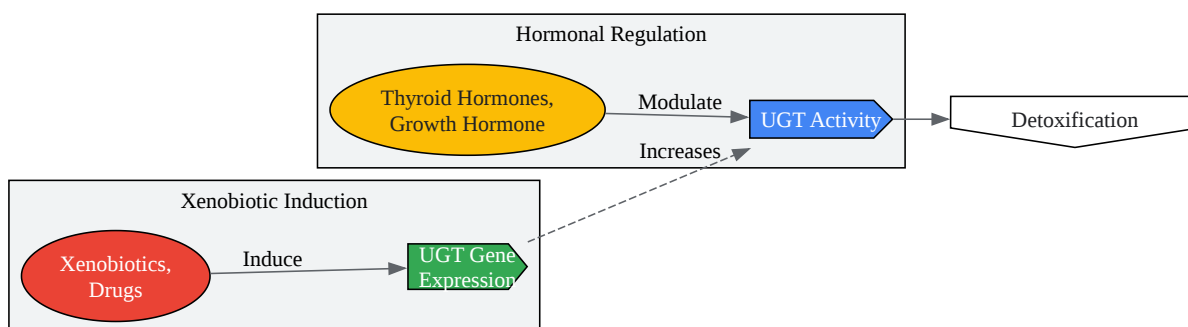 Hormonal Regulation
Thyroid Hormones,
Growth Hormone
Modulate
UGT Activity
Detoxification
Increases
Xenobiotic Induction
Xenobiotics,
Drugs
Induce
UGT Gene
Expression